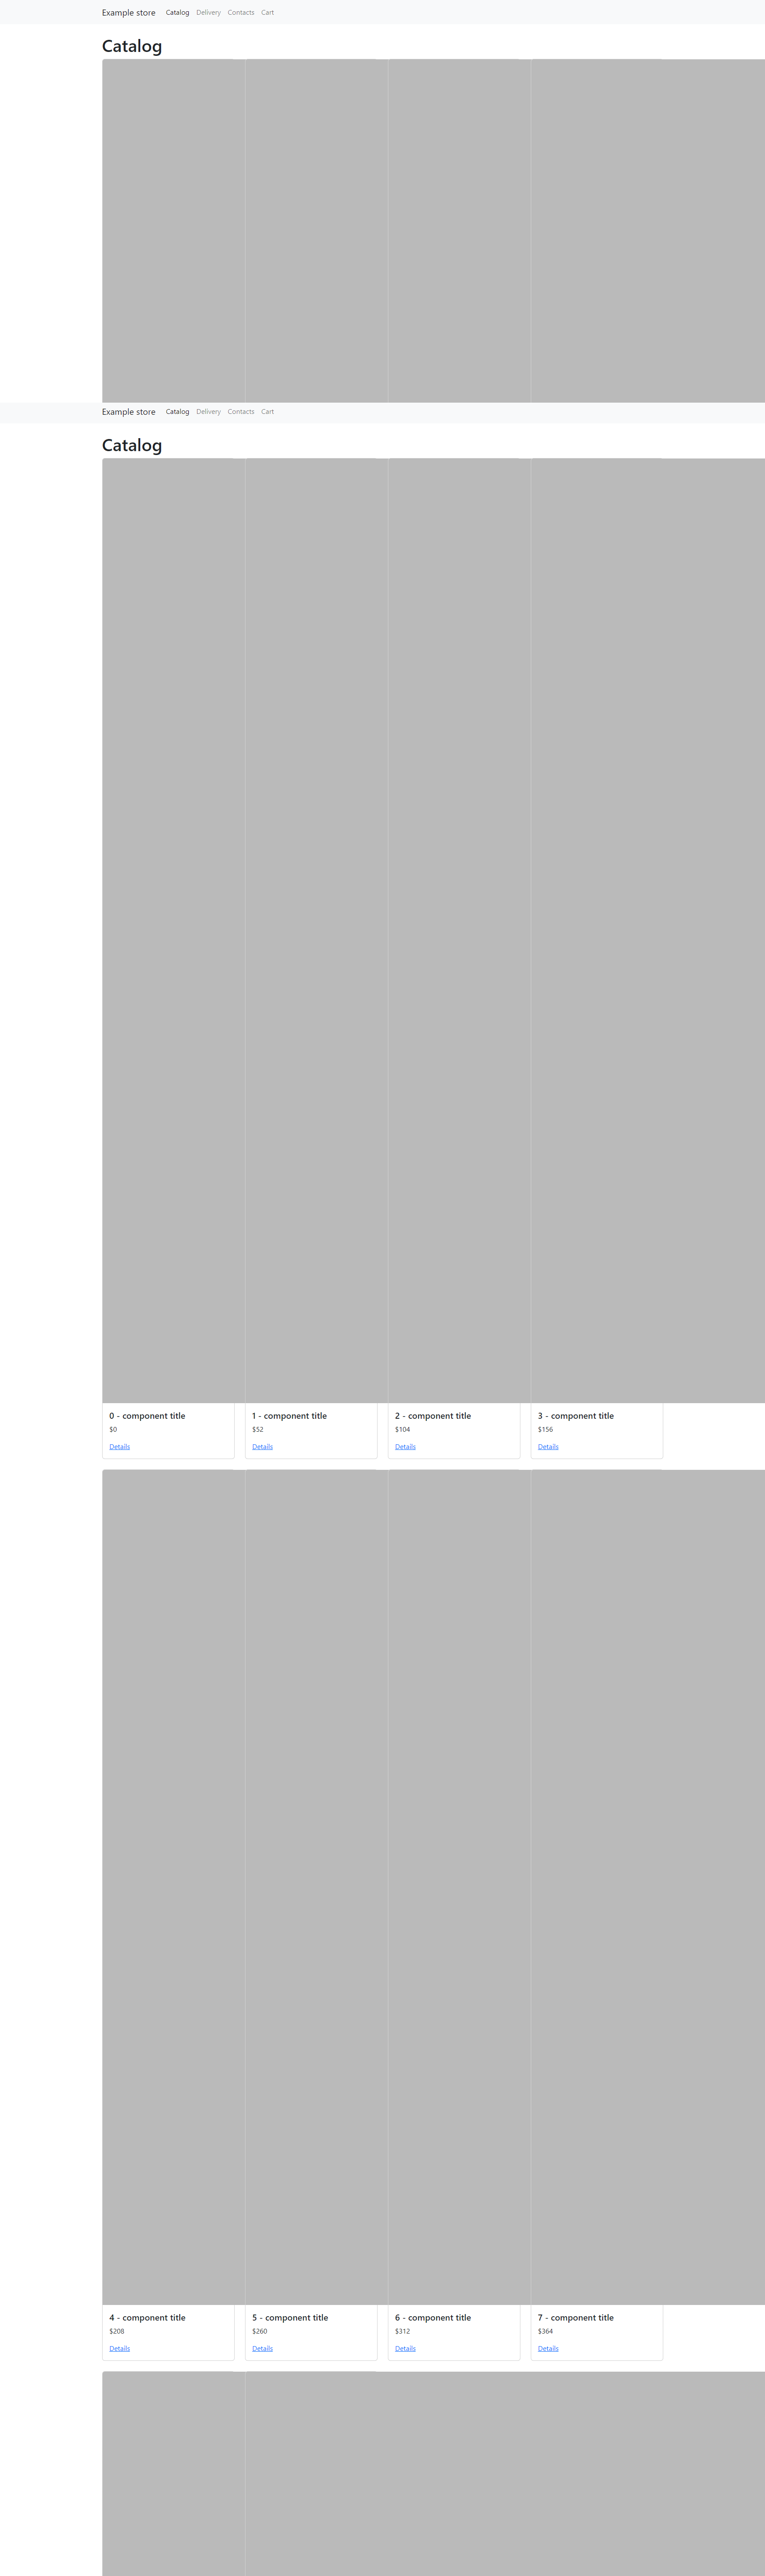 Example store Catalog Delivery Contacts Cart
Catalog
Example store Catalog Delivery Contacts Cart
Catalog
0 - component title
$0
Details
1 - component title
$52
Details
2 - component title
$104
Details
3 - component title
$156
Details
4 - component title
$208
Details
5 - component title
$260
Details
6 - component title
$312
Details
7 - component title
$364
Details